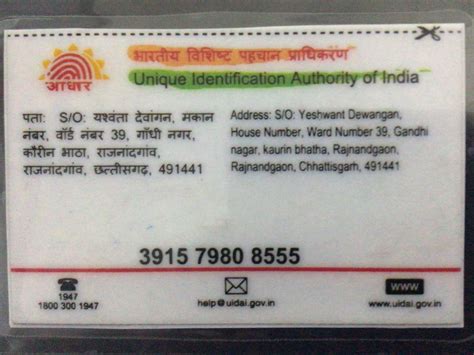 आधार
भारतीय विशिष्ट पहचान प्राधिकरण
Unique Identification Authority of India
पता: S/O: यश्वंता देवांगन, मकान
नंबर, वॉर्ड नंबर 39, गाँधी नगर,
कौरीन भाठा, राजनांदगांव,
राजनांदगांव, छत्तीसगढ़, 491441
Address: S/O: Yeshwant Dewangan,
House Number, Ward Number 39, Gandhi
nagar, kaurin bhatha, Rajnandgaon,
Rajnandgaon, Chhattisgarh, 491441
3915 7980 8555
1947
1800 300 1947
help@uidai.gov.in
www
www.uidai.gov.in